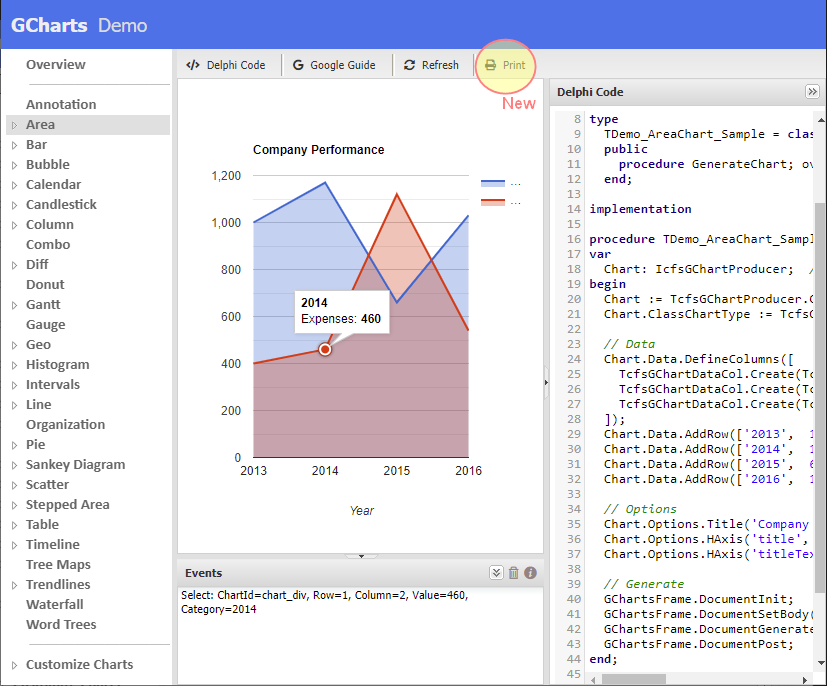 GCharts Demo
Overview
Annotation
Area
Bar
Bubble
Calendar
Candlestick
Column
Combo
Diff
Donut
Gantt
Gauge
Geo
Histogram
Intervals
Line
Organization
Pie
Sankey Diagram
Scatter
Stepped Area
Table
Timeline
Tree Maps
Trendlines
Waterfall
Word Trees
Customize Charts
</> Delphi Code
G Google Guide
Refresh
Print
New
Company Performance
1,200
1,000
800
600
400
200
0
...
...
2014
Expenses: 460
2013 2014 2015 2016
Year
Events
Select: ChartId=chart_div, Row=1, Column=2, Value=460,
Category=2014
Delphi Code
8 type
9 TDemo_AreaChart_Sample = clas
10 public
11 procedure GenerateChart; ov
12 end;
13
14 implementation
15
16 procedure TDemo_AreaChart_Sampl
17 var
18 Chart: IcfsGChartProducer; /
19 begin
20 Chart := TcfsGChartProducer.C
21 Chart.ClassChartType := TcfsG
22
23 // Data
24 Chart.Data.DefineColumns([
25 TcfsGChartDataCol.Create(Tc
26 TcfsGChartDataCol.Create(Tc
27 TcfsGChartDataCol.Create(Tc
28 ]);
29 Chart.Data.AddRow(['2013', 1
30 Chart.Data.AddRow(['2014', 1
31 Chart.Data.AddRow(['2015', 6
32 Chart.Data.AddRow(['2016', 1
33
34 // Options
35 Chart.Options.Title('Company
36 Chart.Options.HAxis('title',
37 Chart.Options.HAxis('titleTex
38
39 // Generate
40 GChartsFrame.DocumentInit;
41 GChartsFrame.DocumentSetBody(
42 GChartsFrame.DocumentGenerate
43 GChartsFrame.DocumentPost;
44 end;
45